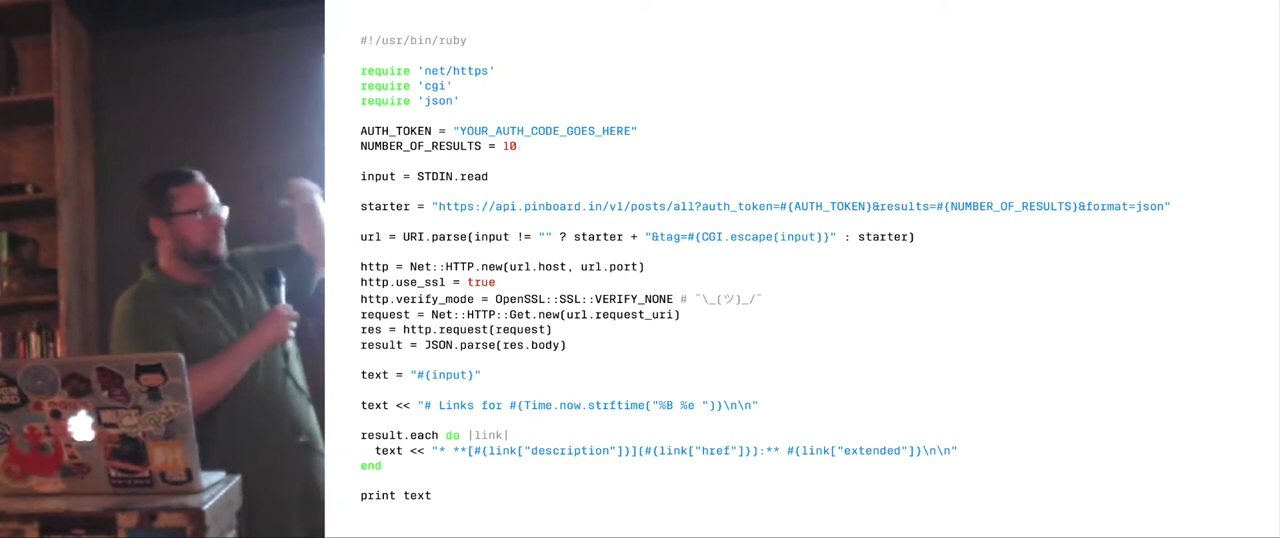 #!/usr/bin/ruby
require 'net/https'
require 'cgi'
require 'json'
AUTH_TOKEN = "YOUR_AUTH_CODE_GOES_HERE"
NUMBER_OF_RESULTS = 10
input = STDIN.read
starter = "https://api.pinboard.in/v1/posts/all?auth_token=#{AUTH_TOKEN}&results=#{NUMBER_OF_RESULTS}&format=json"
url = URI.parse(input != "" ? starter + "&tag=#{CGI.escape(input)}" : starter)
http = Net::HTTP.new(url.host, url.port)
http.use_ssl = true
http.verify_mode = OpenSSL::SSL::VERIFY_NONE # ¯\_(ツ)_/¯
request = Net::HTTP::Get.new(url.request_uri)
res = http.request(request)
result = JSON.parse(res.body)
text = "#{input}"
text << "# Links for #{Time.now.strftime("%B %e ")}\n\n"
result.each do |link|
  text << "* **[#{link["description"]}](#{link["href"]}):** #{link["extended"]}\n\n"
end
print text